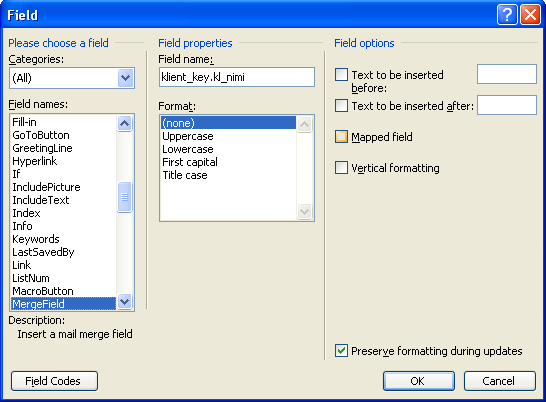 Field
Please choose a field
Categories:
(All)
Field names:
Fill-in
GoToButton
GreetingLine
Hyperlink
If
IncludePicture
IncludeText
Index
Info
Keywords
LastSavedBy
Link
ListNum
MacroButton
MergeField
Description:
Insert a mail merge field
Field properties
Field name:
klient_key.kl_nimi
Format:
(none)
Uppercase
Lowercase
First capital
Title case
Field options
Text to be inserted
before:
Text to be inserted after:
Mapped field
Vertical formatting
Preserve formatting during updates
Field Codes
OK
Cancel